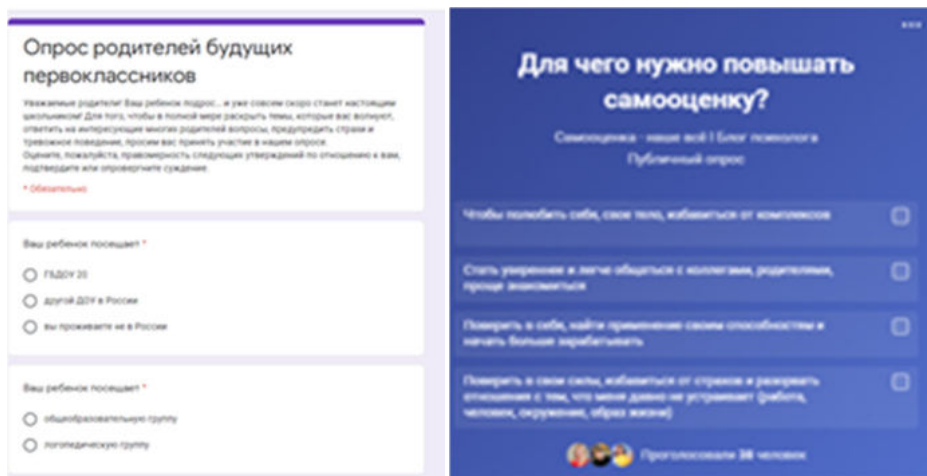 Опрос родителей будущих
первоклассников
Уважаемые родители! Ваш ребенок подрос... и уже совсем скоро станет настоящим
школьником! Для того, чтобы в полной мере раскрыть темы, которые вас волнуют,
ответить на интересующие многих родителей вопросы, предупредить страхи и
тревожное поведение, просим вас принять участие в нашем опросе.
Оцените, пожалуйста, правомерность следующих утверждений по отношению к вам,
подтвердите или опровергните суждение.
* Обязательно
Ваш ребенок посещает *
ГБДОУ 20
другой ДОУ в России
вы проживаете не в России
Ваш ребенок посещает *
общеобразовательную группу
логопедическую группу
Для чего нужно повышать
самооценку?
Самооценка - наше всё | Блог психолога
Публичный опрос
Чтобы полюбить себя, свое тело, избавиться от комплексов
Стать увереннее и легче общаться с коллегами, родителями,
проще знакомиться
Поверить в себя, найти применение своим способностям и
начать больше зарабатывать
Поверить в свои силы, избавиться от страхов и разорвать
отношения с тем, что меня давно не устраивает (работа,
человек, окружение, образ жизни)
Проголосовали 38 человек